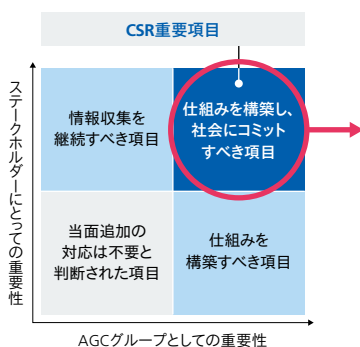 CSR重要項目
ステークホルダーにとっての重要性
情報収集を
継続すべき項目
仕組みを構築し、
社会にコミット
すべき項目
当面追加の
対応は不要と
判断された項目
仕組みを
構築すべき項目
AGCグループとしての重要性